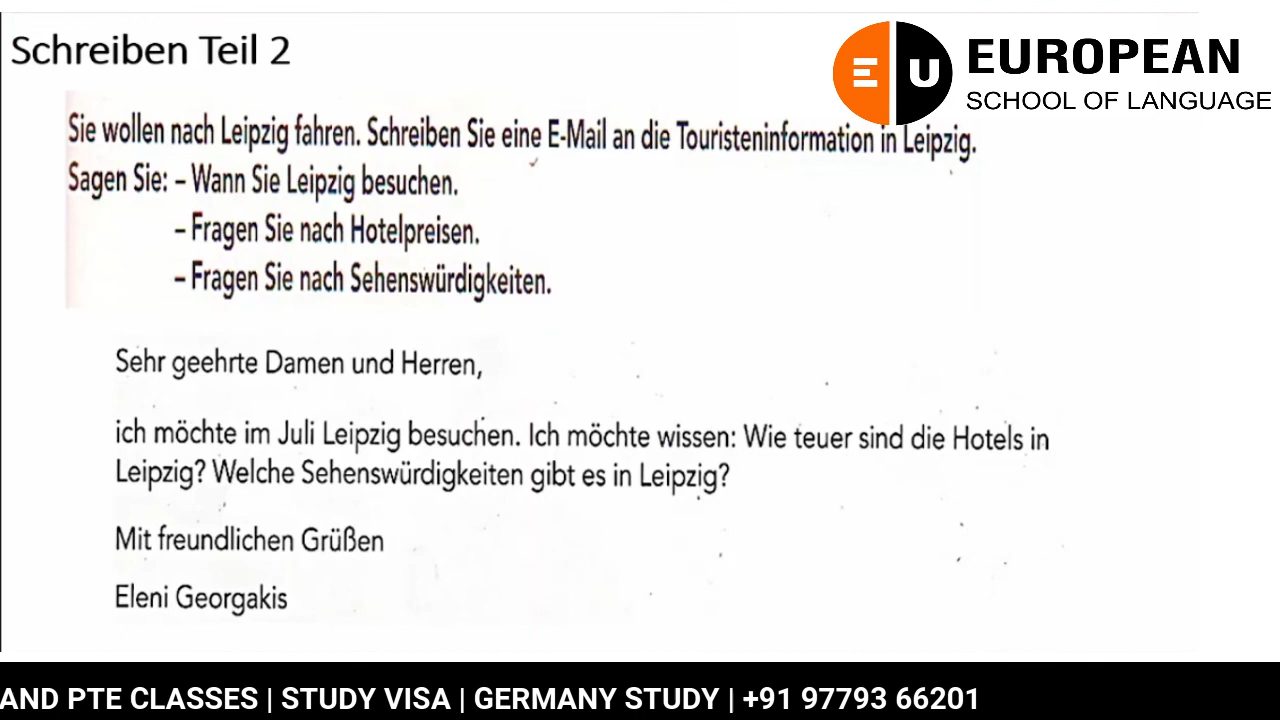 Schreiben Teil 2
EU EUROPEAN
SCHOOL OF LANGUAGE
Sie wollen nach Leipzig fahren. Schreiben Sie eine E-Mail an die Touristeninformation in Leipzig.
Sagen Sie: – Wann Sie Leipzig besuchen.
– Fragen Sie nach Hotelpreisen.
– Fragen Sie nach Sehenswürdigkeiten.
Sehr geehrte Damen und Herren,
ich möchte im Juli Leipzig besuchen. Ich möchte wissen: Wie teuer sind die Hotels in
Leipzig? Welche Sehenswürdigkeiten gibt es in Leipzig?
Mit freundlichen Grüßen
Eleni Georgakis
AND PTE CLASSES | STUDY VISA | GERMANY STUDY | +91 97793 66201